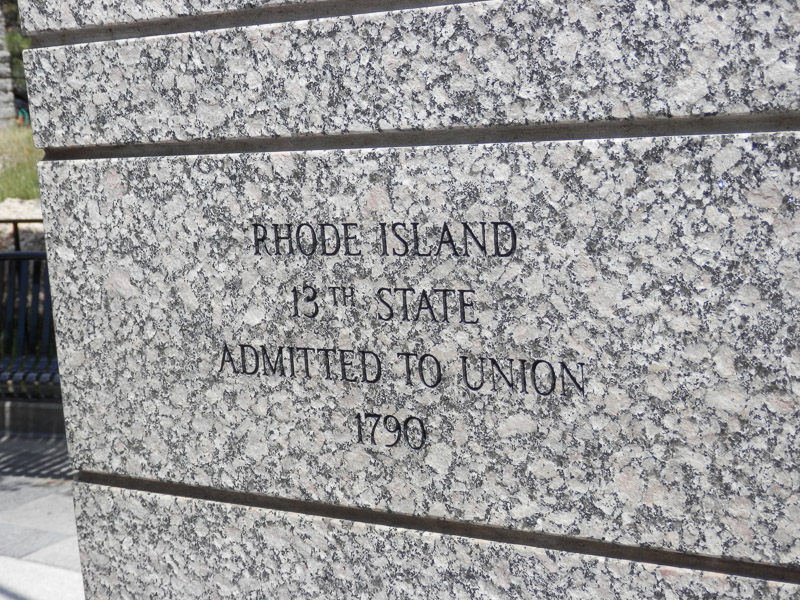 RHODE ISLAND
13TH STATE
ADMITTED TO UNION
1790